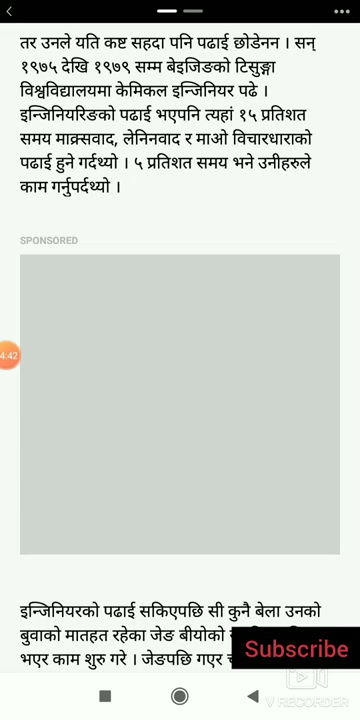 तर उनले यति कष्ट सहदा पनि पढाई छोडेनन । सन्
१९७५ देखि १९७९ सम्म बेइजिङको टिसुङ्गा
विश्वविद्यालयमा केमिकल इन्जिनियर पढे ।
इन्जिनियरिङको पढाई भएपनि त्यहां १५ प्रतिशत
समय माक्र्सवाद, लेनिनवाद र माओ विचारधाराको
पढाई हुने गर्दथ्यो । ५ प्रतिशत समय भने उनीहरुले
काम गर्नुपर्दथ्यो ।
SPONSORED
4:42
इन्जिनियरको पढाई सकिएपछि सी कुनै बेला उनको
बुवाको मातहत रहेका जेङ बीयोको
Subscribe
भएर काम शुरु गरे । जेङपछि गएर
V RECORDER